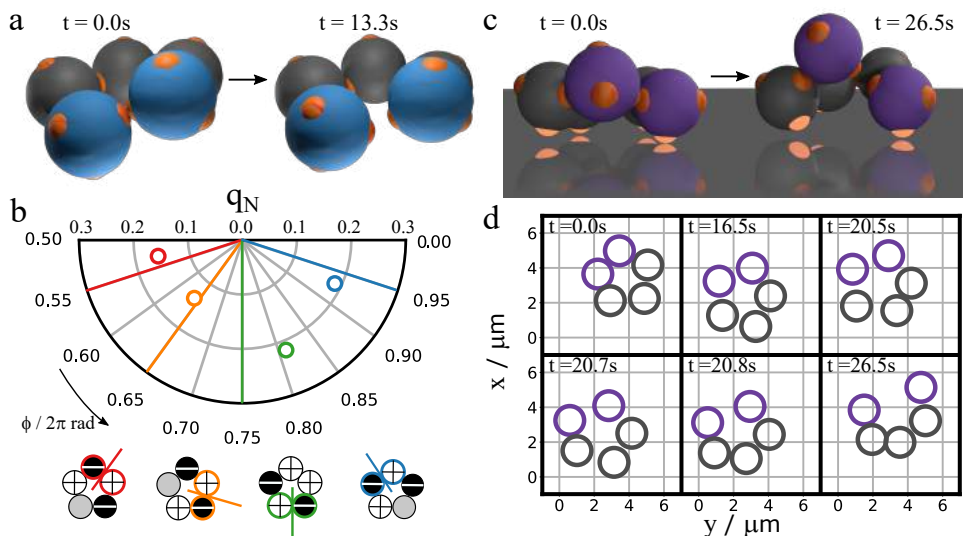 a
t = 0.0s
t = 13.3s
c
t = 0.0s
t = 26.5s
b
qN
0.3 0.2 0.1 0.0 0.1 0.2 0.3
0.50
0.00
0.55
0.95
0.60
0.90
0.65
0.85
0.70
0.75
0.80
ϕ / 2π rad
d
t =0.0s
t =16.5s
t =20.5s
6
4
2
0
t =20.7s
t =20.8s
t =26.5s
6
4
2
0
x / μm
0 2 4 6 0 2 4 6 0 2 4 6
y / μm